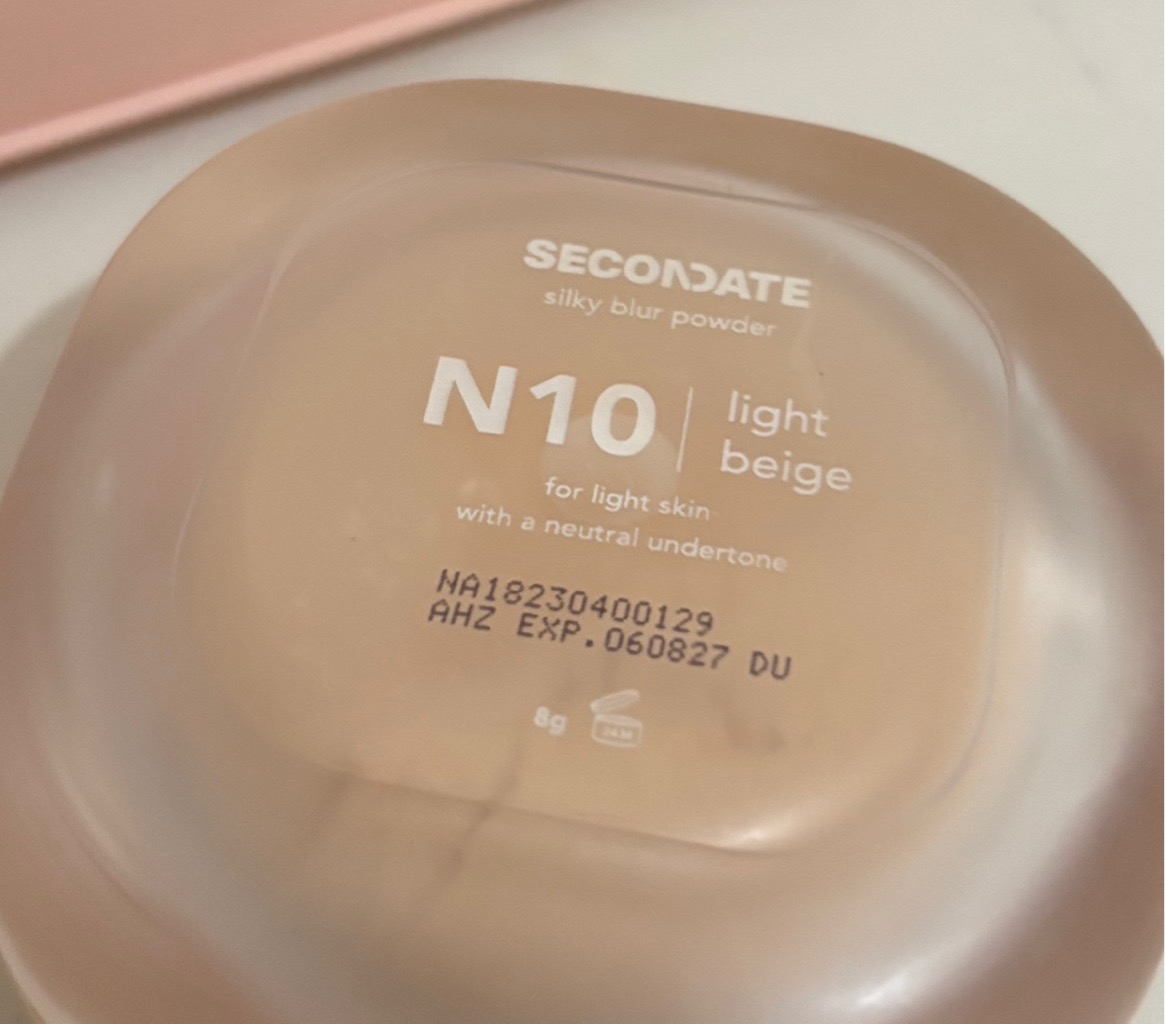 SECONDATE
silky blur powder
N10 | light beige
for light skin
with a neutral undertone
NA18230400129
AHZ EXP.060827 DU
8g
24M